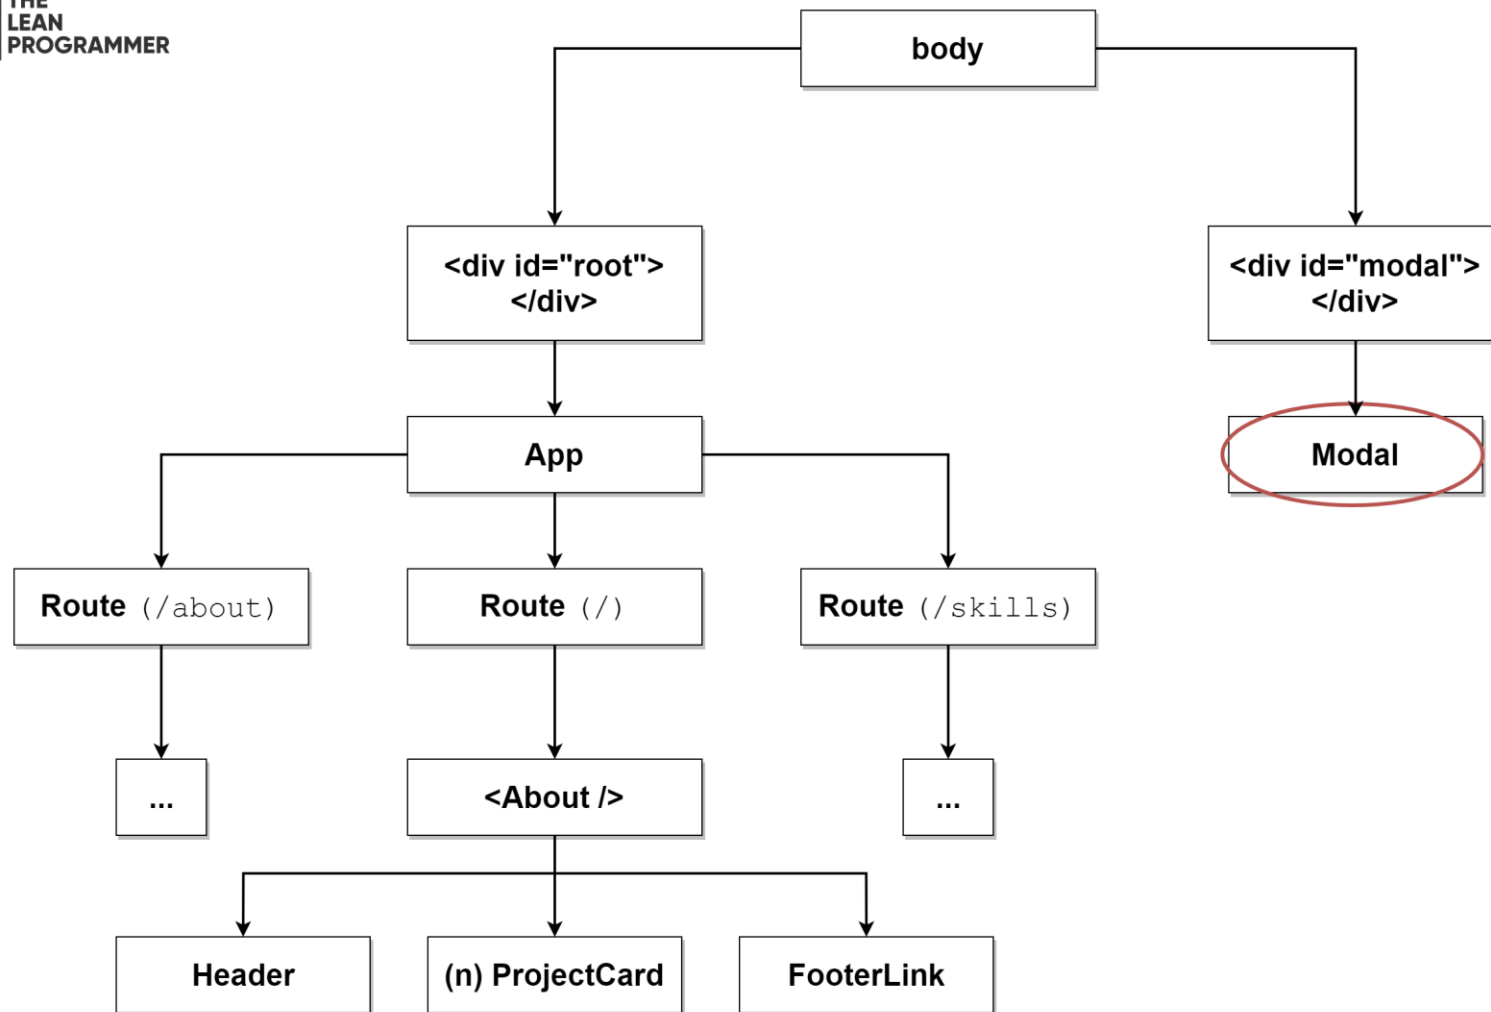 THE
LEAN
PROGRAMMER
body
<div id="root">
</div>
<div id="modal">
</div>
App
Modal
Route (/about)
Route (/)
Route (/skills)
...
<About />
...
Header
(n) ProjectCard
FooterLink